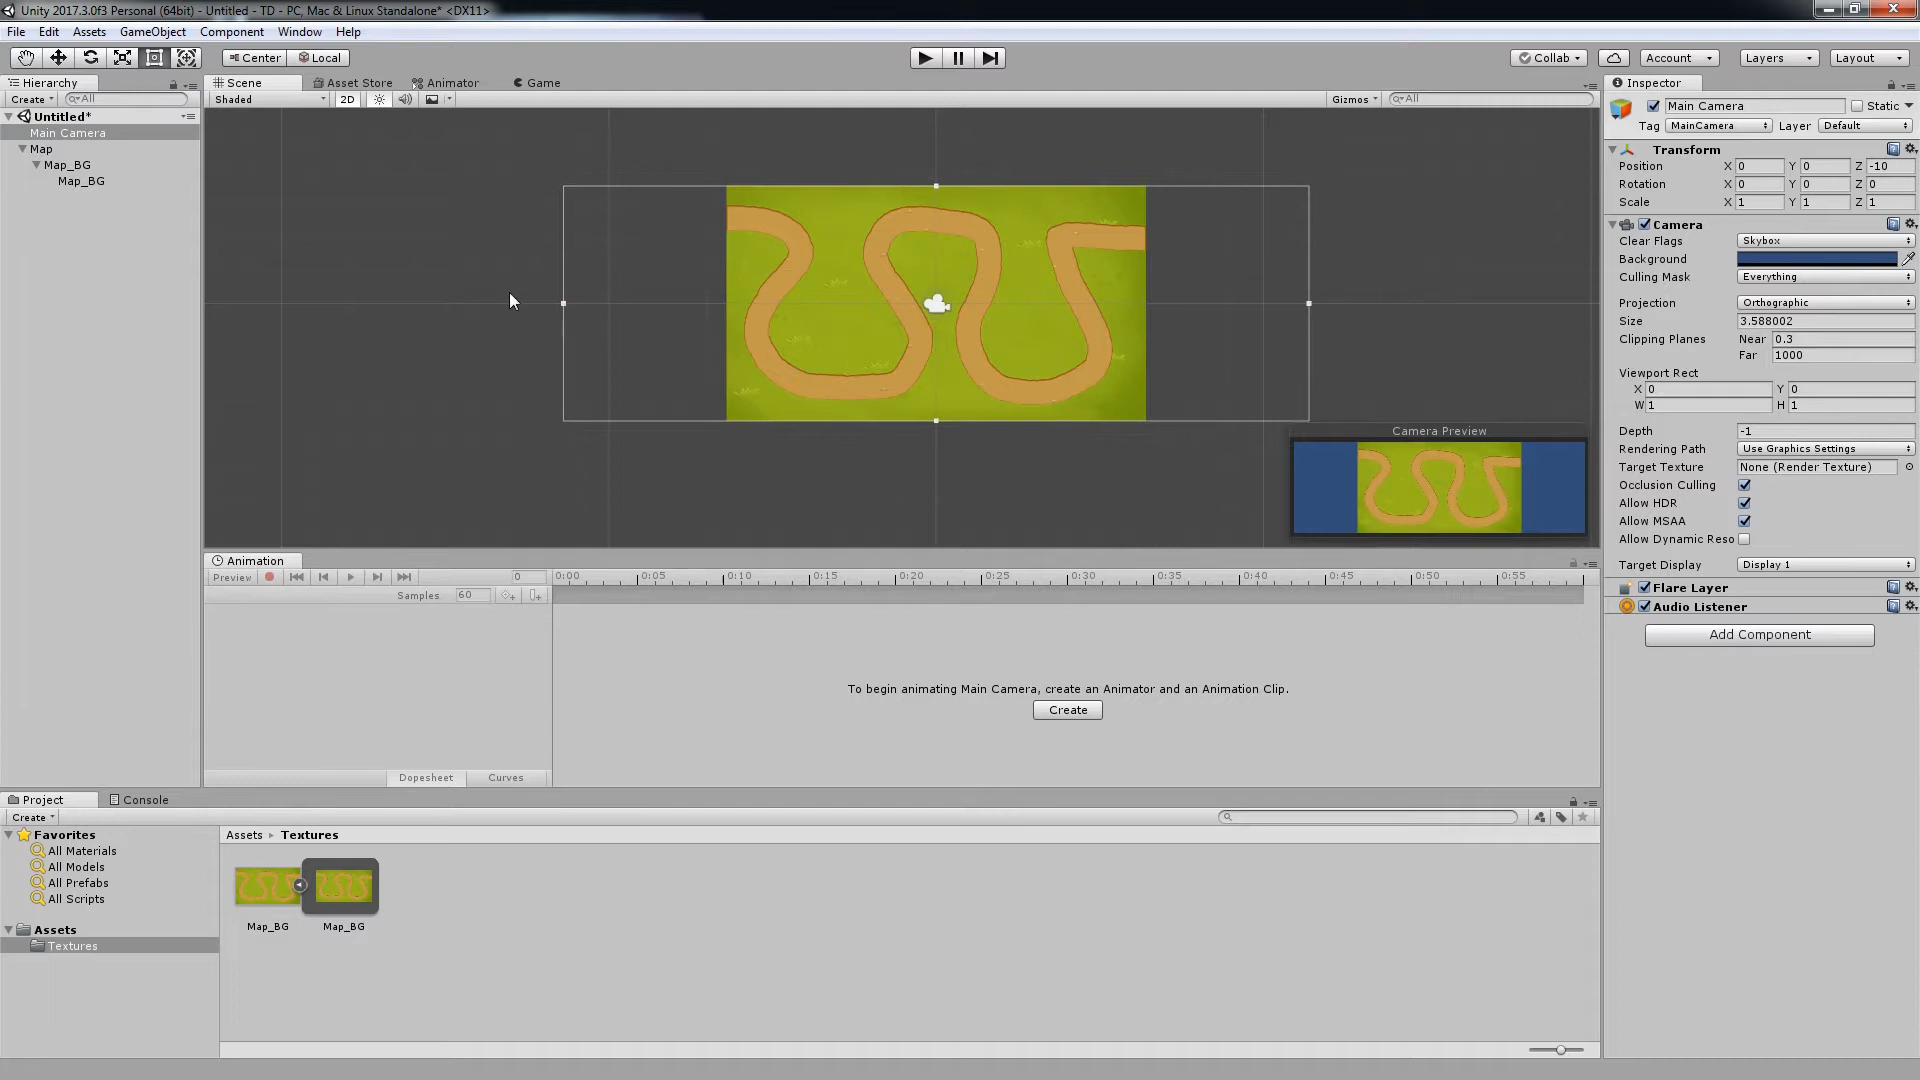 Unity 2017.3.0f3 Personal (64bit) - Untitled - TD - PC, Mac & Linux Standalone* <DX11>
File Edit Assets GameObject Component Window Help
Center Local Collab Account Layers Layout
Hierarchy
Create All
Untitled*
Main Camera
Map
Map_BG
Map_BG
Scene Asset Store Animator Game
Shaded 2D Gizmos All
Camera Preview
Animation
Preview 0 0:00 0:05 0:10 0:15 0:20 0:25 0:30 0:35 0:40 0:45 0:50 0:55
Samples 60
To begin animating Main Camera, create an Animator and an Animation Clip.
Create
Dopesheet Curves
Project Console
Create
Favorites
All Materials
All Models
All Prefabs
All Scripts
Assets
Textures
Assets Textures
Map_BG Map_BG
Inspector
Main Camera Static
Tag MainCamera Layer Default
Transform
Position X 0 Y 0 Z -10
Rotation X 0 Y 0 Z 0
Scale X 1 Y 1 Z 1
Camera
Clear Flags Skybox
Background
Culling Mask Everything
Projection Orthographic
Size 3.588002
Clipping Planes Near 0.3
Far 1000
Viewport Rect
X 0 Y 0
W 1 H 1
Depth -1
Rendering Path Use Graphics Settings
Target Texture None (Render Texture)
Occlusion Culling
Allow HDR
Allow MSAA
Allow Dynamic Reso
Target Display Display 1
Flare Layer
Audio Listener
Add Component